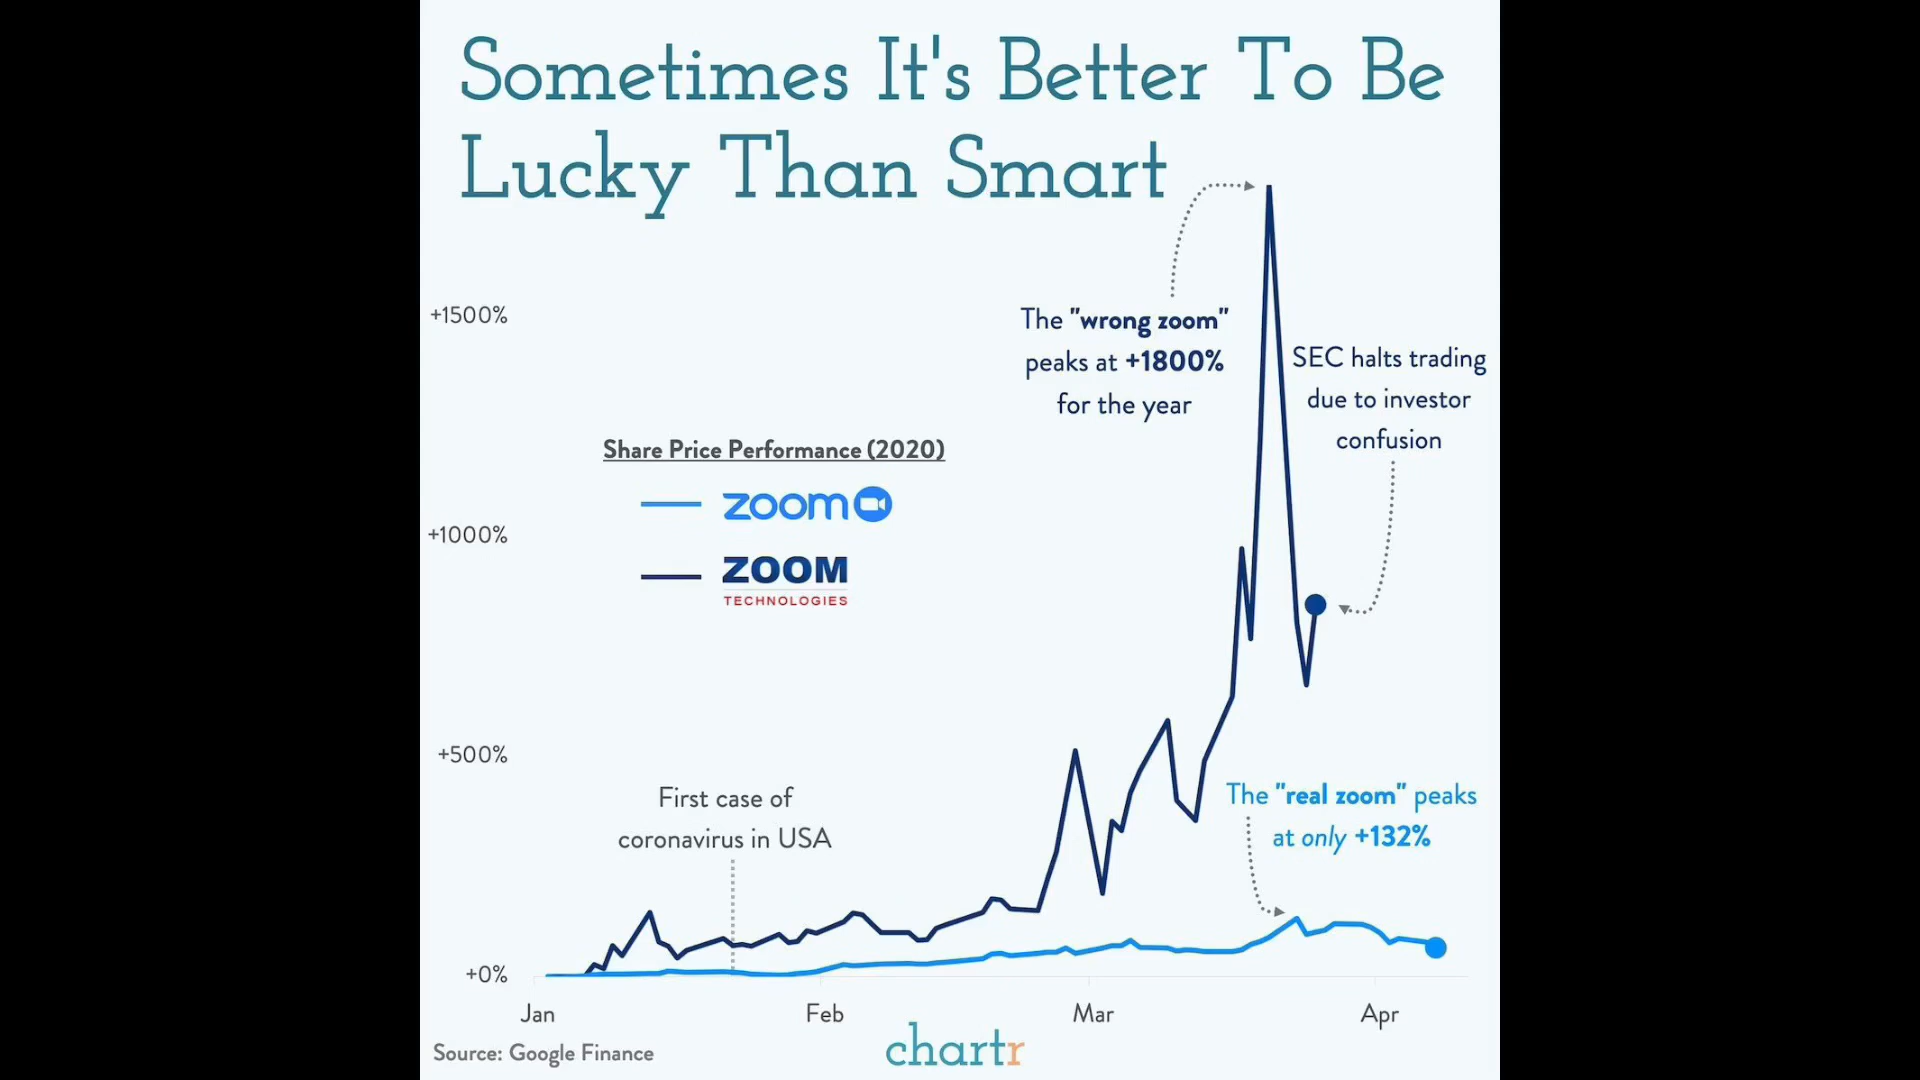 Sometimes It's Better To Be
Lucky Than Smart
+1500%
+1000%
+500%
+0%
The "wrong zoom"
peaks at +1800%
for the year
SEC halts trading
due to investor
confusion
Share Price Performance (2020)
zoom
ZOOM
TECHNOLOGIES
First case of
coronavirus in USA
The "real zoom" peaks
at only +132%
Jan
Feb
Mar
Apr
Source: Google Finance
chartr